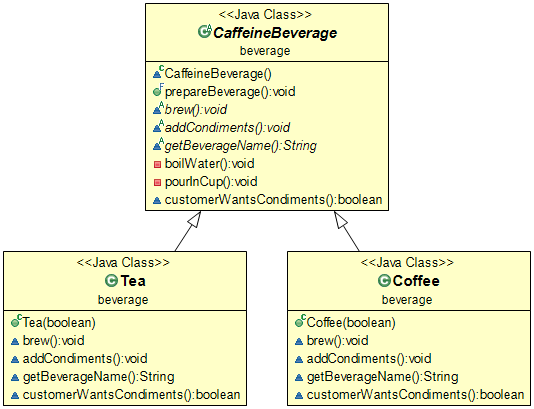 <<Java Class>>
CaffeineBeverage
beverage
CaffeineBeverage()
prepareBeverage():void
brew():void
addCondiments():void
getBeverageName():String
boilWater():void
pourInCup():void
customerWantsCondiments():boolean
<<Java Class>>
Tea
beverage
Tea(boolean)
brew():void
addCondiments():void
getBeverageName():String
customerWantsCondiments():boolean
<<Java Class>>
Coffee
beverage
Coffee(boolean)
brew():void
addCondiments():void
getBeverageName():String
customerWantsCondiments():boolean